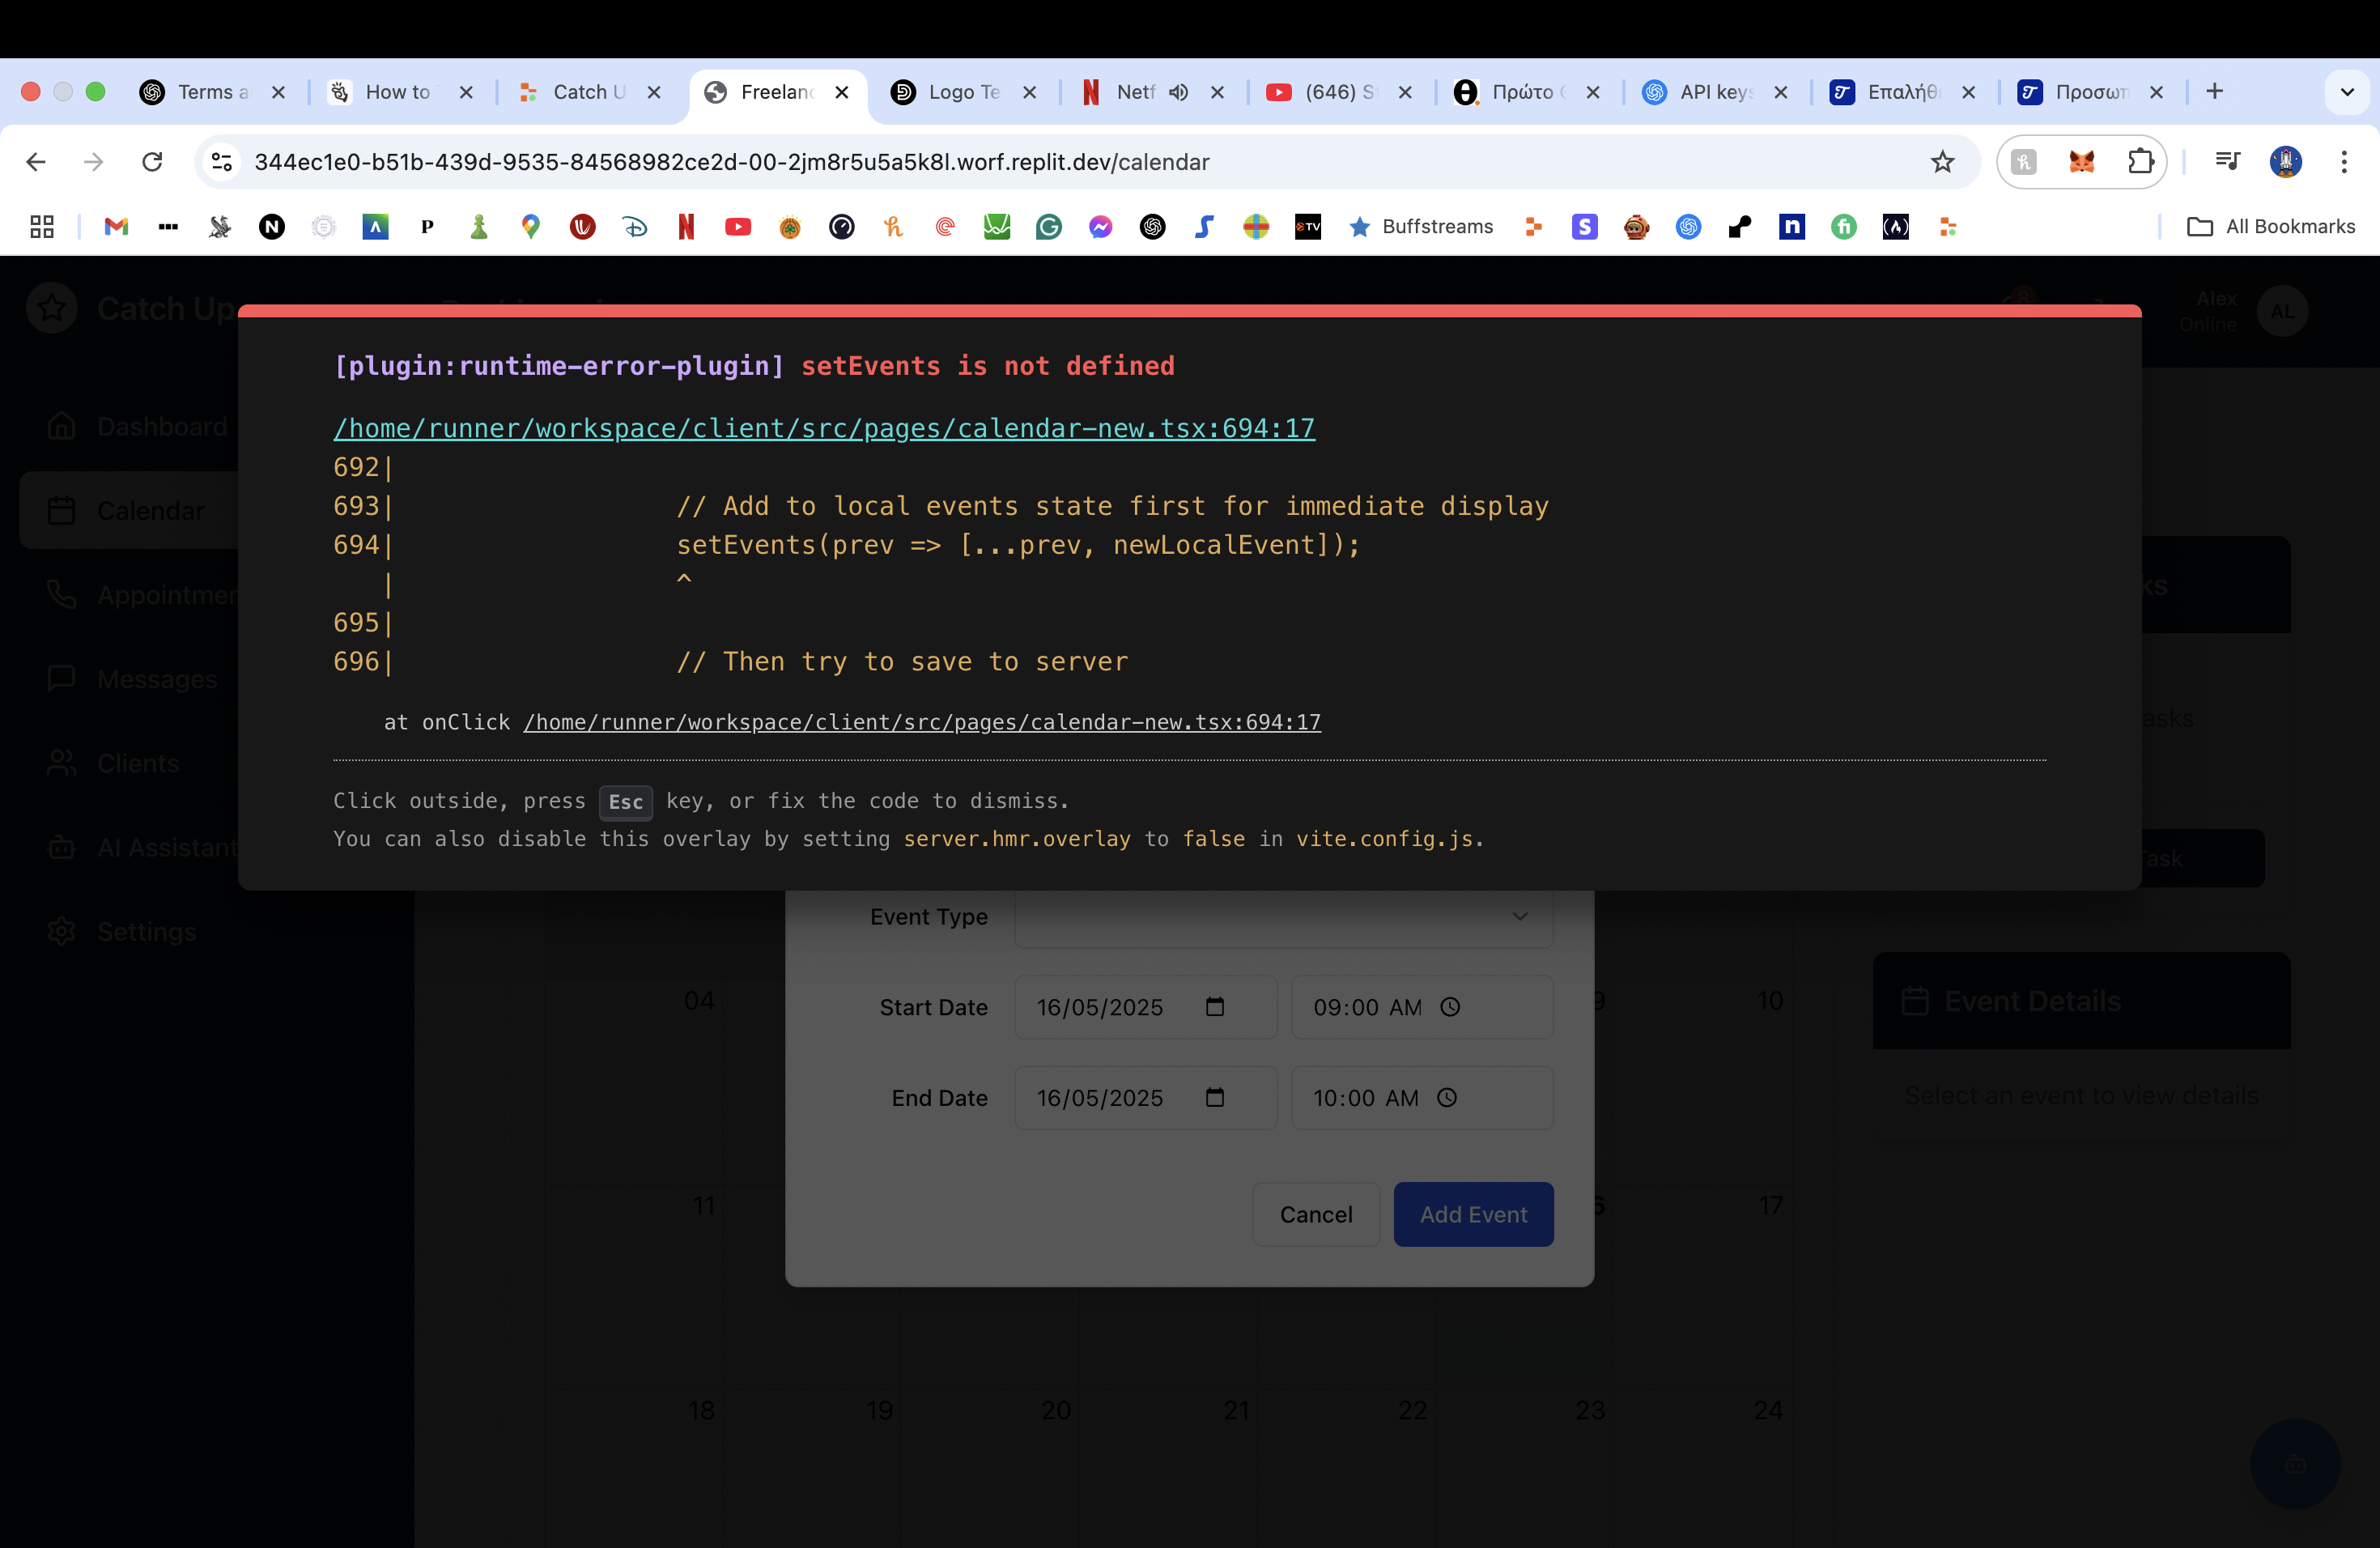 Terms a
How to
Catch U
Freelanc
Logo Te
Netf
(646) S
Πρώτο
API keys
Επαλήθ
Προσωπ
344ec1e0-b51b-439d-9535-84568982ce2d-00-2jm8r5u5a5k8l.worf.replit.dev/calendar
Buffstreams
All Bookmarks
Catch Up
Alex
Online
AL
[plugin:runtime-error-plugin] setEvents is not defined
/home/runner/workspace/client/src/pages/calendar-new.tsx:694:17
692|
693| // Add to local events state first for immediate display
694| setEvents(prev => [...prev, newLocalEvent]);
| ^
695|
696| // Then try to save to server
at onClick /home/runner/workspace/client/src/pages/calendar-new.tsx:694:17
Click outside, press Esc key, or fix the code to dismiss.
You can also disable this overlay by setting server.hmr.overlay to false in vite.config.js.
Dashboard
Calendar
Appointmen
Messages
Clients
AI Assistant
Settings
ks
asks
Task
Event Type
Start Date 16/05/2025 09:00 AM
End Date 16/05/2025 10:00 AM
Cancel Add Event
04 9 10
11 6 17
18 19 20 21 22 23 24
Event Details
Select an event to view details